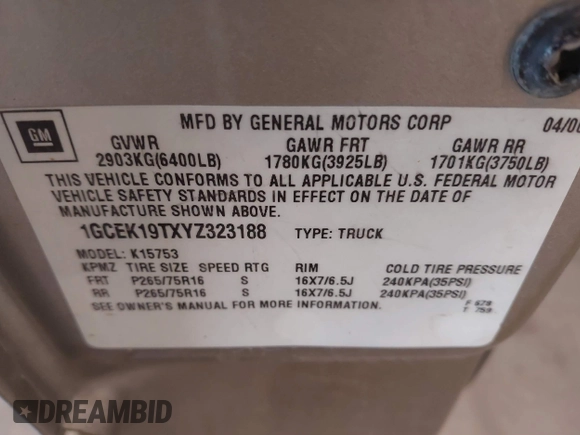 GM
MFD BY GENERAL MOTORS CORP 04/00
GVWR GAWR FRT GAWR RR
2903KG(6400LB) 1780KG(3925LB) 1701KG(3750LB)
THIS VEHICLE CONFORMS TO ALL APPLICABLE U.S. FEDERAL MOTOR
VEHICLE SAFETY STANDARDS IN EFFECT ON THE DATE OF
MANUFACTURE SHOWN ABOVE.
1GCEK19TXYZ323188 TYPE: TRUCK
MODEL: K15753
KPMZ TIRE SIZE SPEED RTG RIM COLD TIRE PRESSURE
FRT P265/75R16 S 16X7/6.5J 240KPA(35PSI)
RR P265/75R16 S 16X7/6.5J 240KPA(35PSI)
SEE OWNER'S MANUAL FOR MORE INFORMATION.
DREAMBID